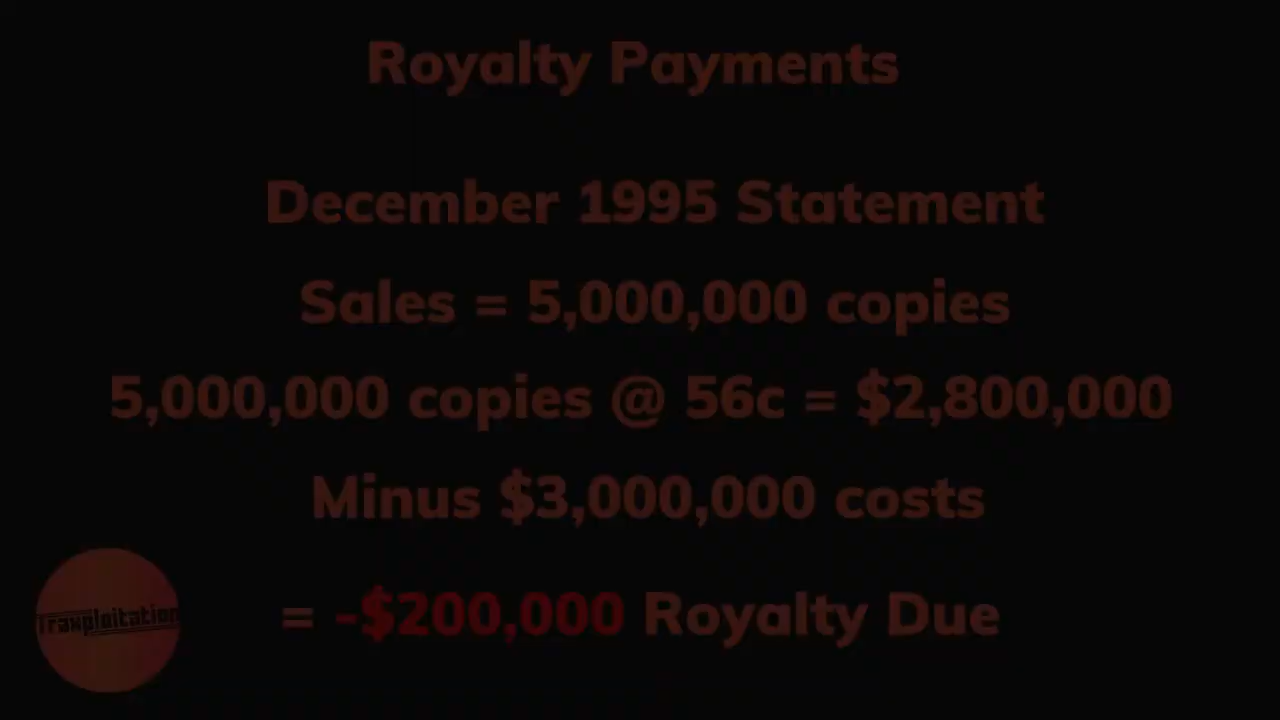 Royalty Payments
December 1995 Statement
Sales = 5,000,000 copies
5,000,000 copies @ 56c = $2,800,000
Minus $3,000,000 costs
= -$200,000 Royalty Due
Traxploitation